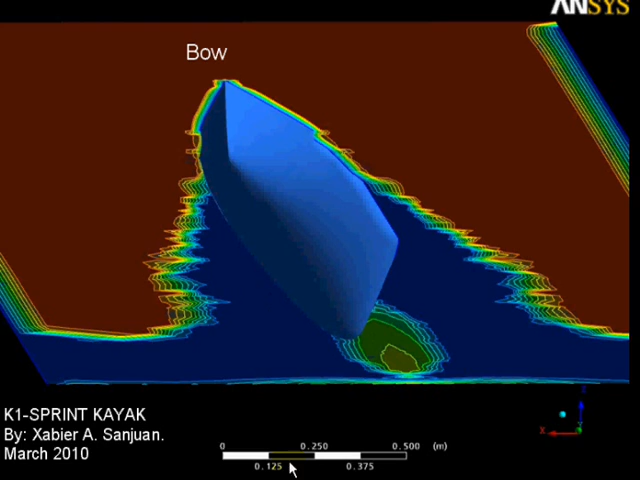 ANSYS
Bow
K1-SPRINT KAYAK
By: Xabier A. Sanjuan.
March 2010
0 0.250 0.500 (m)
0.125 0.375
X
Z